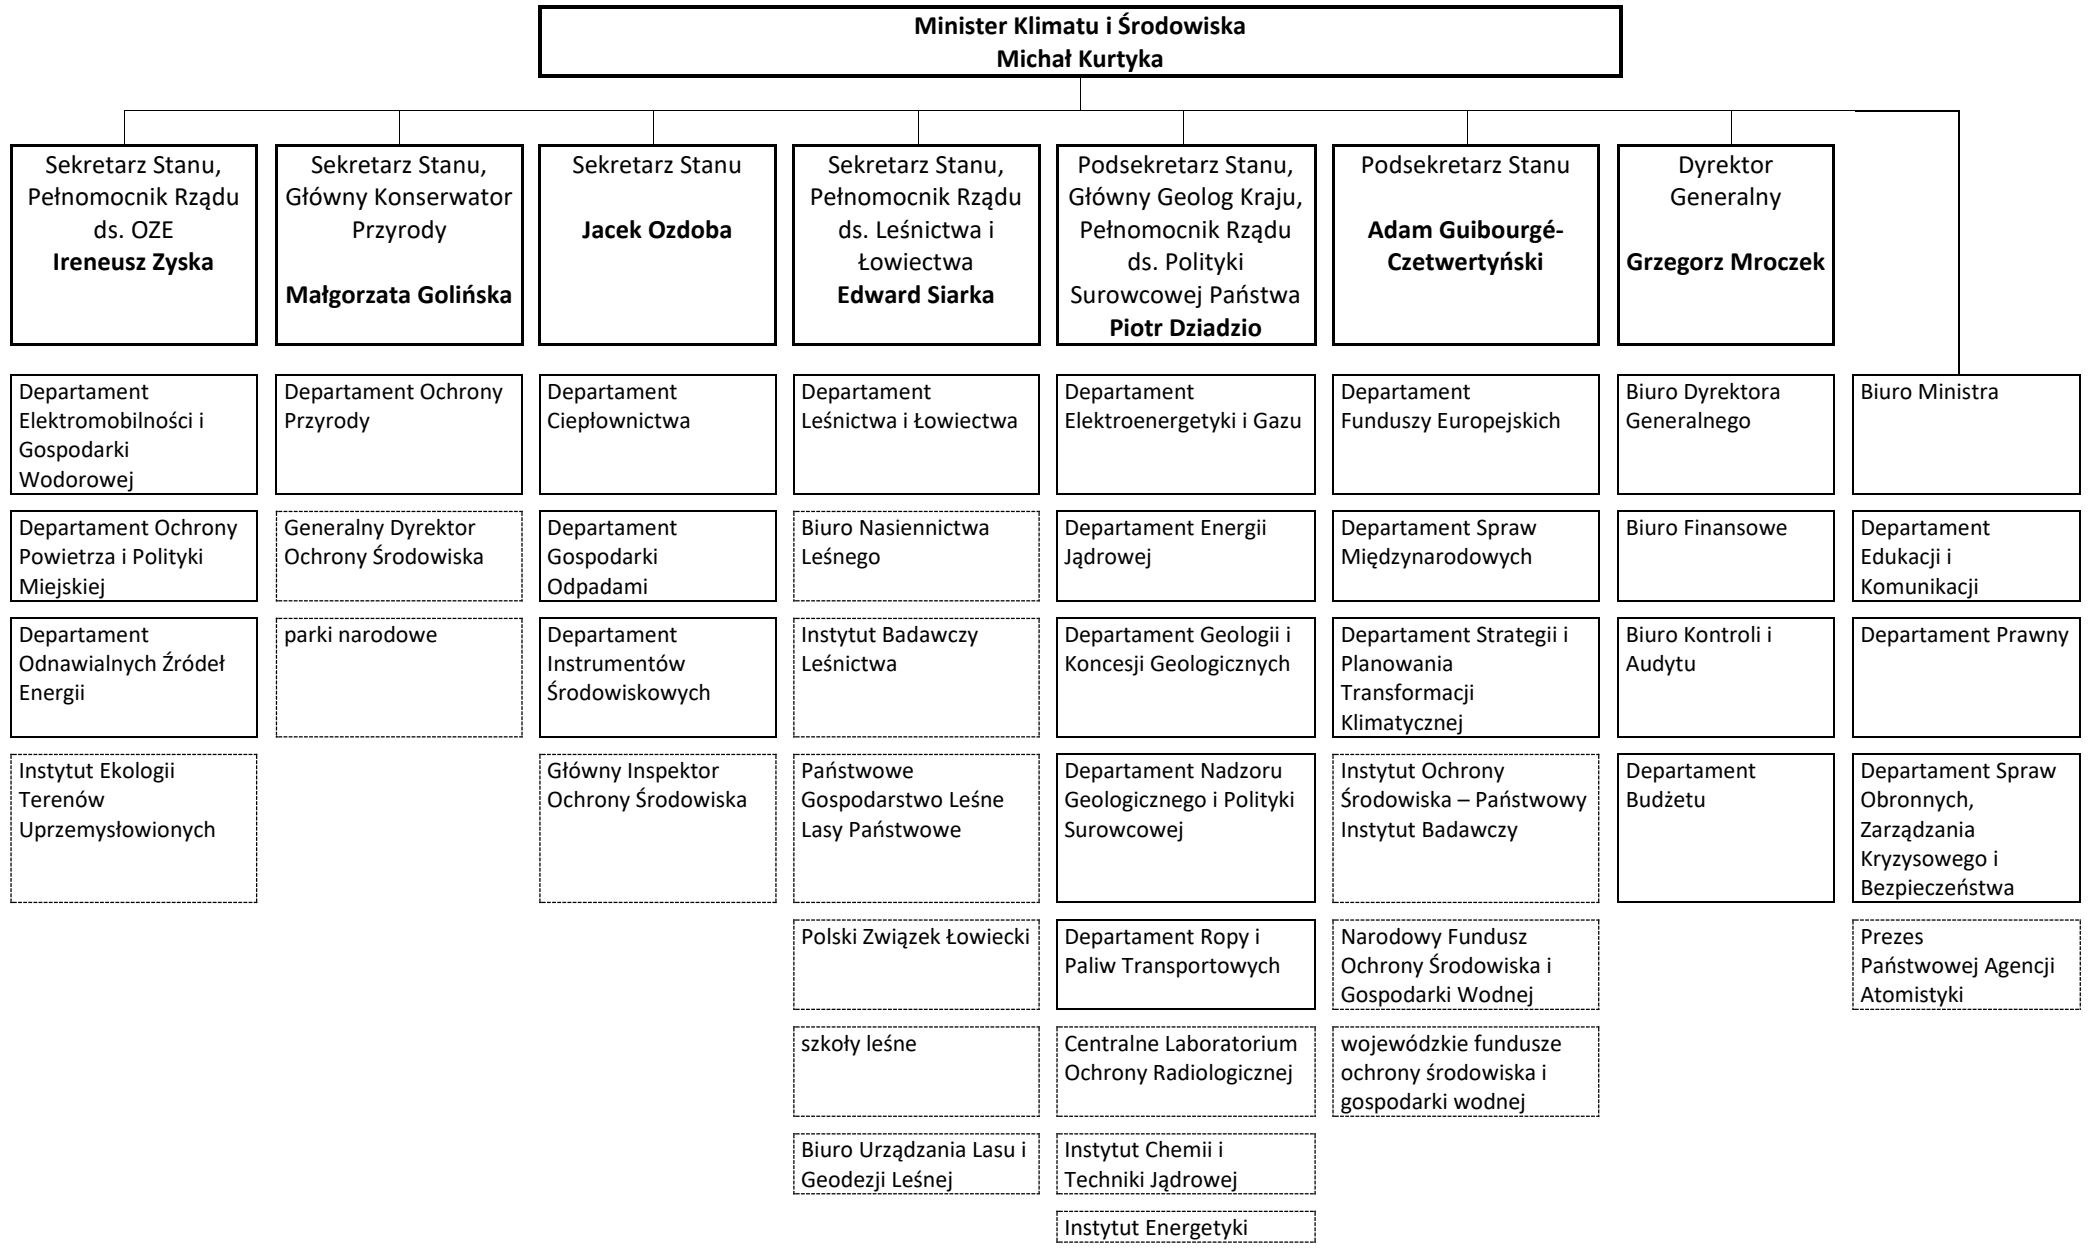 Minister Klimatu i Środowiska
Michał Kurtyka
Sekretarz Stanu,
Pełnomocnik Rządu
ds. OZE
Ireneusz Zyska
Sekretarz Stanu,
Główny Konserwator
Przyrody
Małgorzata Golińska
Sekretarz Stanu
Jacek Ozdoba
Sekretarz Stanu,
Pełnomocnik Rządu
ds. Leśnictwa i
Łowiectwa
Edward Siarka
Podsekretarz Stanu,
Główny Geolog Kraju,
Pełnomocnik Rządu
ds. Polityki
Surowcowej Państwa
Piotr Dziadzio
Podsekretarz Stanu
Adam Guibourgé-
Czetwertyński
Dyrektor
Generalny
Grzegorz Mroczek
Departament
Elektromobilności i
Gospodarki
Wodorowej
Departament Ochrony
Przyrody
Departament
Ciepłownictwa
Departament
Leśnictwa i Łowiectwa
Departament
Elektroenergetyki i Gazu
Departament
Funduszy Europejskich
Biuro Dyrektora
Generalnego
Biuro Ministra
Departament Ochrony
Powietrza i Polityki
Miejskiej
Generalny Dyrektor
Ochrony Środowiska
Departament
Gospodarki
Odpadami
Biuro Nasiennictwa
Leśnego
Departament Energii
Jądrowej
Departament Spraw
Międzynarodowych
Biuro Finansowe
Departament
Edukacji i
Komunikacji
Departament
Odnawialnych Źródeł
Energii
parki narodowe
Departament
Instrumentów
Środowiskowych
Instytut Badawczy
Leśnictwa
Departament Geologii i
Koncesji Geologicznych
Departament Strategii i
Planowania
Transformacji
Klimatycznej
Biuro Kontroli i
Audytu
Departament Prawny
Instytut Ekologii
Terenów
Uprzemysłowionych
Główny Inspektor
Ochrony Środowiska
Państwowe
Gospodarstwo Leśne
Lasy Państwowe
Departament Nadzoru
Geologicznego i Polityki
Surowcowej
Instytut Ochrony
Środowiska – Państwowy
Instytut Badawczy
Departament
Budżetu
Departament Spraw
Obronnych,
Zarządzania
Kryzysowego i
Bezpieczeństwa
Polski Związek Łowiecki
Departament Ropy i
Paliw Transportowych
Narodowy Fundusz
Ochrony Środowiska i
Gospodarki Wodnej
Prezes
Państwowej Agencji
Atomistyki
szkoły leśne
Centralne Laboratorium
Ochrony Radiologicznej
wojewódzkie fundusze
ochrony środowiska i
gospodarki wodnej
Biuro Urządzania Lasu i
Geodezji Leśnej
Instytut Chemii i
Techniki Jądrowej
Instytut Energetyki